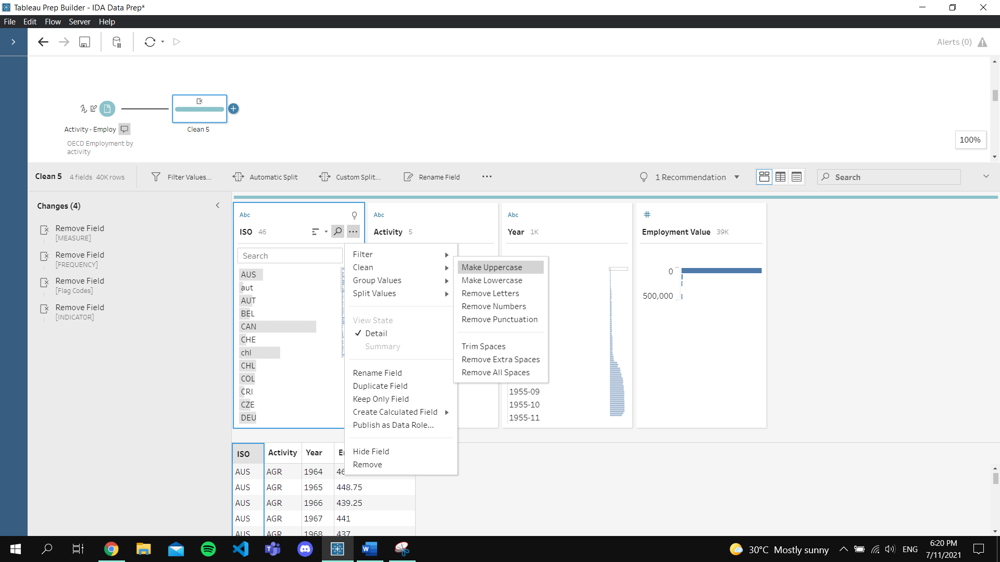 Tableau Prep Builder - IDA Data Prep*
File Edit Flow Server Help
Alerts (0)
Activity - Employ
OECD Employment by
activity
Clean 5
100%
Clean 5 4 fields 40K rows
Filter Values...
Automatic Split
Custom Split...
Rename Field
1 Recommendation
Search
Changes (4)
Remove Field
[MEASURE]
Remove Field
[FREQUENCY]
Remove Field
[Flag Codes]
Remove Field
[INDICATOR]
Abc
ISO 46
Search
AUS
aut
AUT
BEL
CAN
CHE
chl
CHL
COL
CRI
CZE
DEU
Abc
Activity 5
Abc
Year 1K
1955-09
1955-10
1955-11
#
Employment Value 39K
0
500,000
Filter
Clean
Group Values
Split Values
View State
Detail
Summary
Rename Field
Duplicate Field
Keep Only Field
Create Calculated Field
Publish as Data Role...
Hide Field
Remove
Make Uppercase
Make Lowercase
Remove Letters
Remove Numbers
Remove Punctuation
Trim Spaces
Remove Extra Spaces
Remove All Spaces
ISO Activity Year
AUS AGR 1964
AUS AGR 1965 448.75
AUS AGR 1966 439.25
AUS AGR 1967 441
AUS AGR 1968 437
30°C Mostly sunny
ENG
6:20 PM
7/11/2021